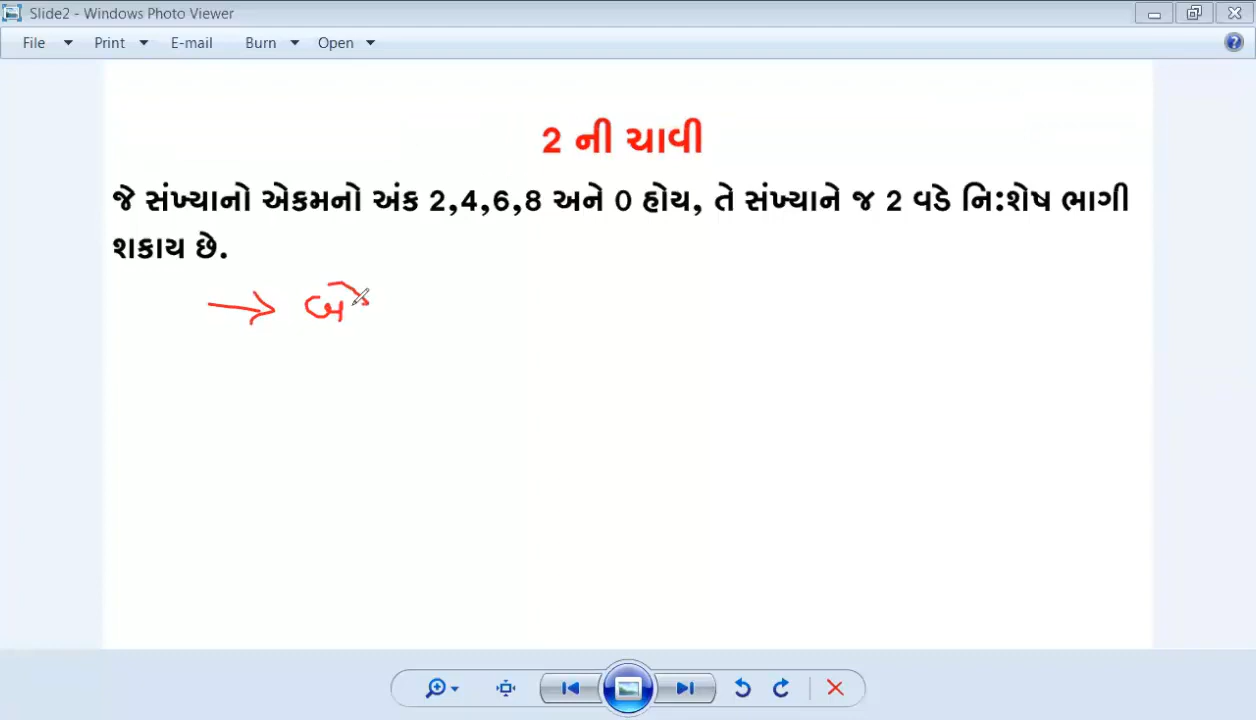 Slide2 - Windows Photo Viewer
File Print E-mail Burn Open
2 ની ચાવી
જે સંખ્યાનો એકમનો અંક 2,4,6,8 અને 0 હોય, તે સંખ્યાને જ 2 વડે નિ:શેષ ભાગી
શકાય છે.